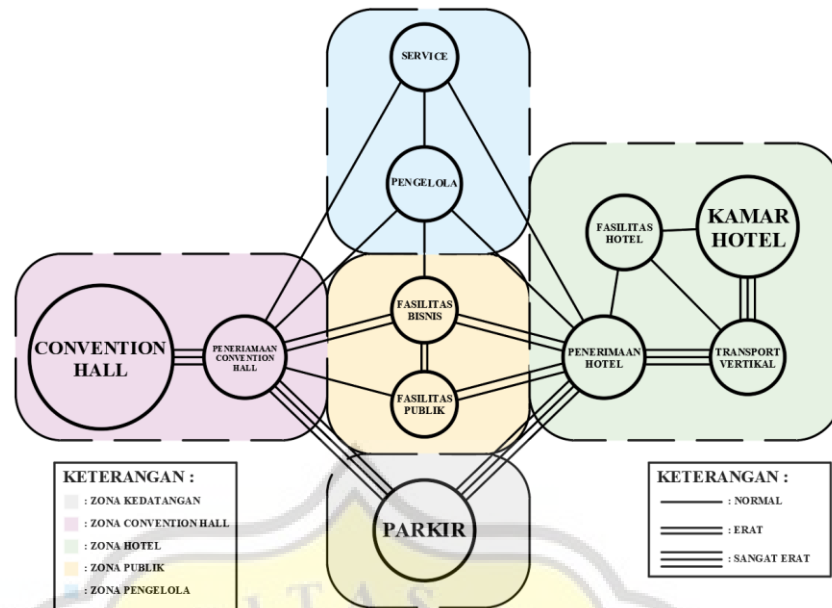 SERVICE
PENGELOLA
FASILITAS
HOTEL
KAMAR
HOTEL
FASILITAS
BISNIS
CONVENTION
HALL
PENERIAMAAN
CONVENTION
HALL
PENERIMAAN
HOTEL
TRANSPORT
VERTIKAL
FASILITAS
PUBLIK
PARKIR
KETERANGAN :
: ZONA KEDATANGAN
: ZONA CONVENTION HALL
: ZONA HOTEL
: ZONA PUBLIK
: ZONA PENGELOLA
KETERANGAN :
: NORMAL
: ERAT
: SANGAT ERAT
I T A S